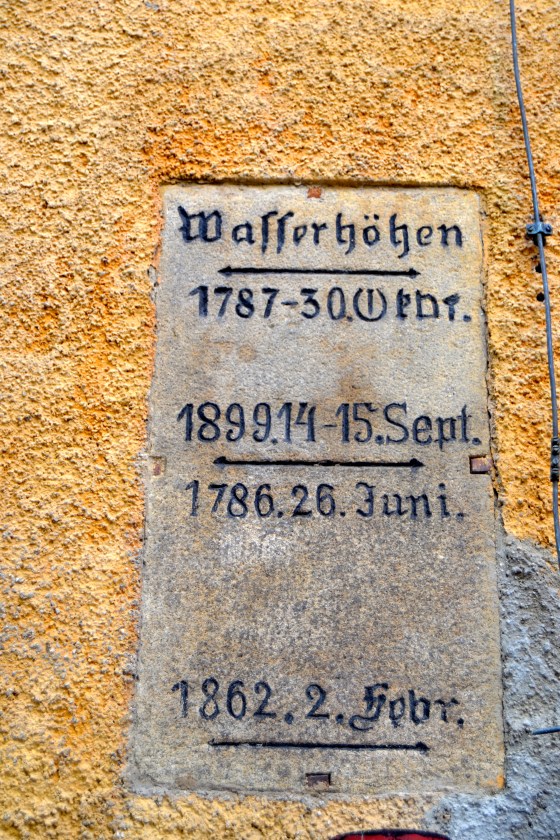 Wasserhöhen
1787-30.Oktbr.
1899.14-15.Sept.
1786.26.Juni.
1862.2.Febr.